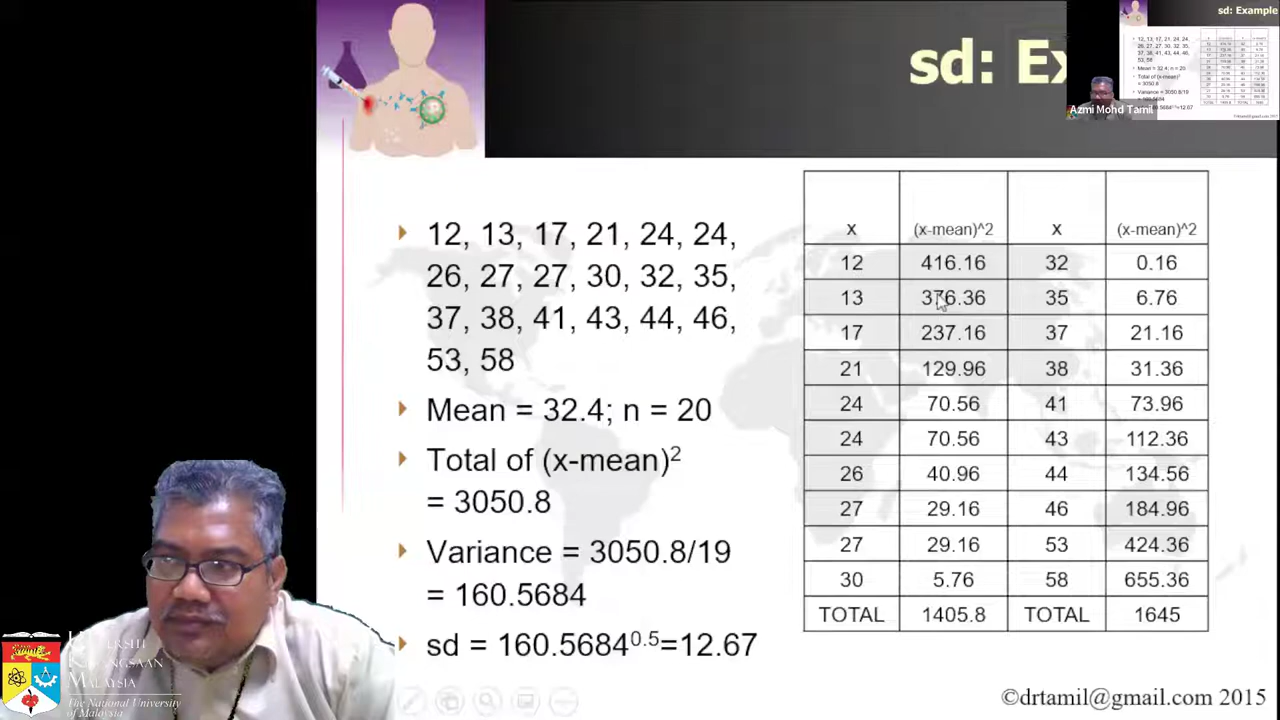 sd: Ex
sd: Example
Azmi Mohd Tamil
12, 13, 17, 21, 24, 24,
26, 27, 27, 30, 32, 35,
37, 38, 41, 43, 44, 46,
53, 58
Mean = 32.4; n = 20
Total of (x-mean)2
= 3050.8
Variance = 3050.8/19
= 160.5684
sd = 160.5684^0.5=12.67
x (x-mean)^2 x (x-mean)^2
12 416.16 32 0.16
13 376.36 35 6.76
17 237.16 37 21.16
21 129.96 38 31.36
24 70.56 41 73.96
24 70.56 43 112.36
26 40.96 44 134.56
27 29.16 46 184.96
27 29.16 53 424.36
30 5.76 58 655.36
TOTAL 1405.8 TOTAL 1645
MALAYSIA
The National University
of Malaysia
©drtamil@gmail.com 2015